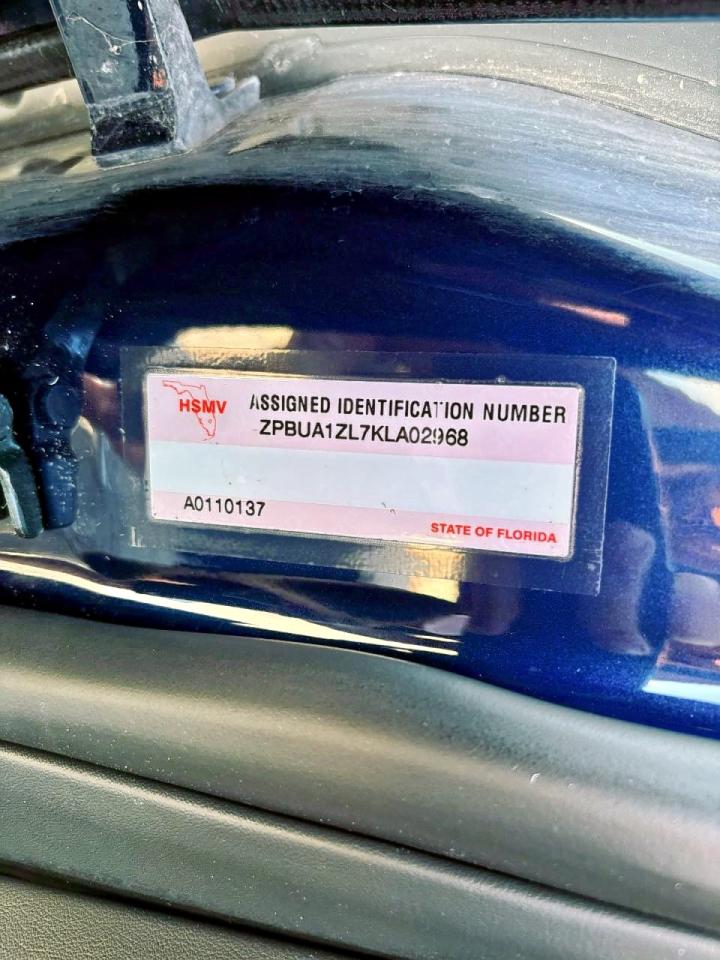 HSMV
ASSIGNED IDENTIFICATION NUMBER
ZPBUA1ZL7KLA02968
A0110137
STATE OF FLORIDA